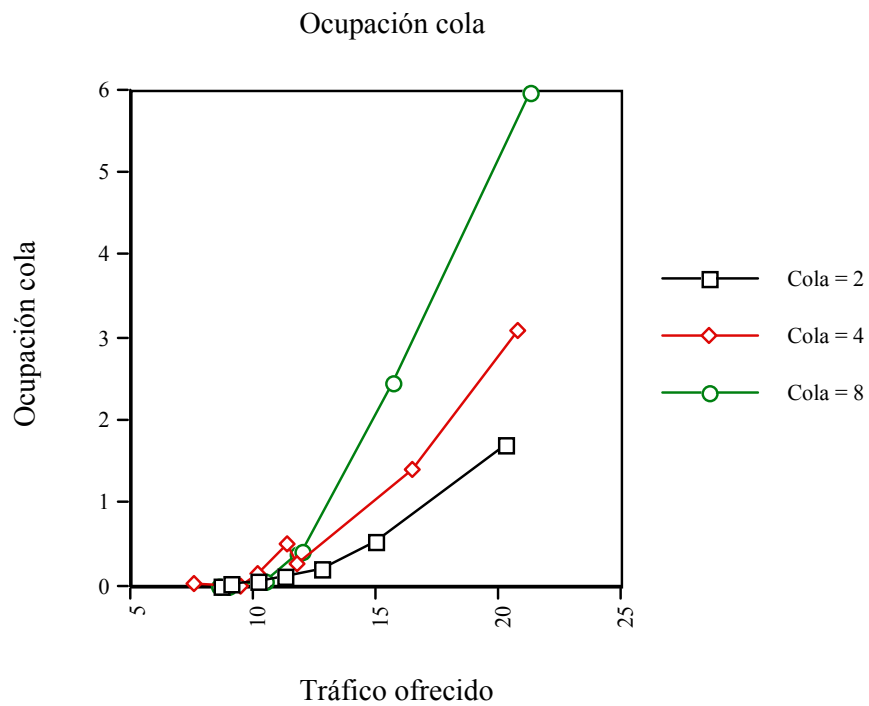 Ocupación cola
Ocupación cola
6
5
4
3
2
1
0
5
10
15
20
25
Tráfico ofrecido
Cola = 2
Cola = 4
Cola = 8